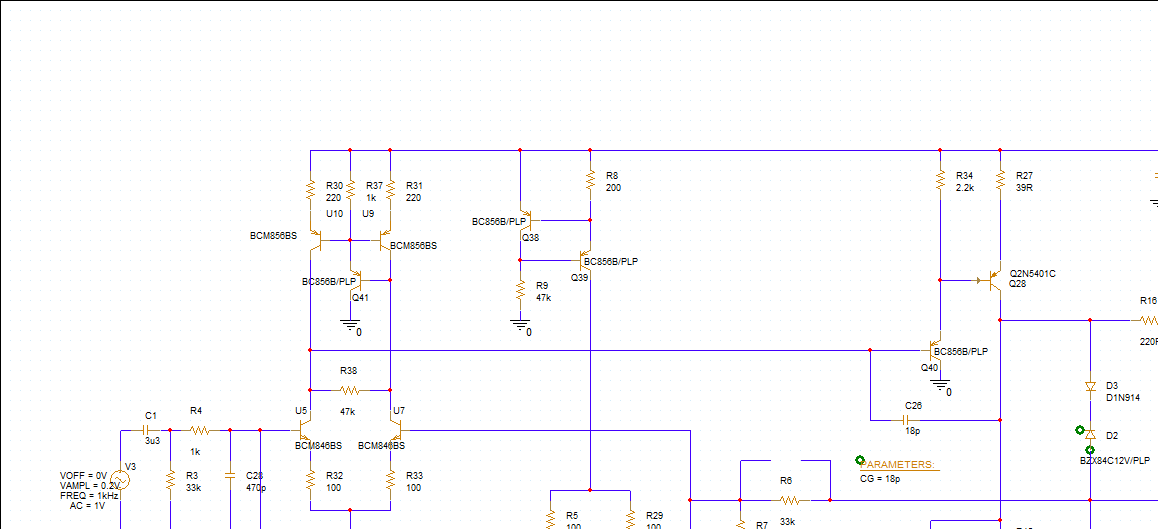 R30
220
R37
1k
R31
220
R8
200
R34
2.2k
R27
39R
U10
U9
BCM856BS
BCM856BS
BC856B/PLP
Q38
BC856B/PLP
Q39
BC856B/PLP
Q41
R9
47k
0
0
Q2N5401C
Q28
R16
BC856B/PLP
Q40
0
R38
47k
D3
D1N914
C26
18p
C1
3u3
R4
1k
U5
U7
BCM846BS
BCM846BS
D2
BZX84C12V/PLP
V3
VOFF = 0V
VAMPL = 0.2V
FREQ = 1kHz
AC = 1V
R3
33k
C28
470p
R32
100
R33
100
PARAMETERS:
CG = 18p
R6
33k
R5
100
R29
100
R7